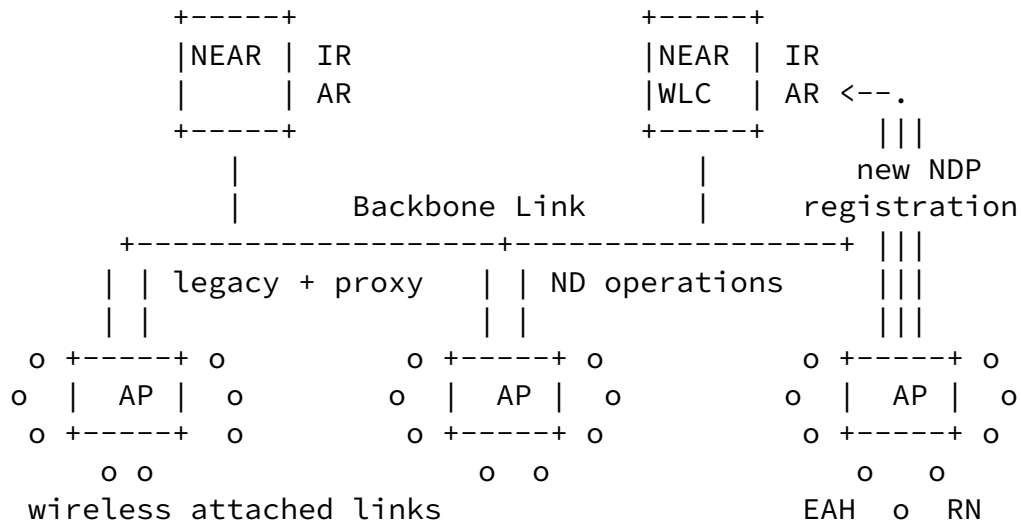 +-----+                   +-----+
|NEAR | IR                |NEAR | IR
|     | AR                |WLC  | AR <--.
+-----+                   +-----+      |||
   |                         |       new NDP
   |      Backbone Link      |     registration
+--------------------+------------------+ |||
| | legacy + proxy   | | ND operations     |||
| |                  | |                   |||
o +-----+ o          o +-----+ o          o +-----+ o
o  |  AP |  o        o  |  AP |  o        o  |  AP |  o
o +-----+  o         o +-----+ o          o +-----+ o
o o                  o  o                 o   o
wireless attached links                    EAH  o  RN